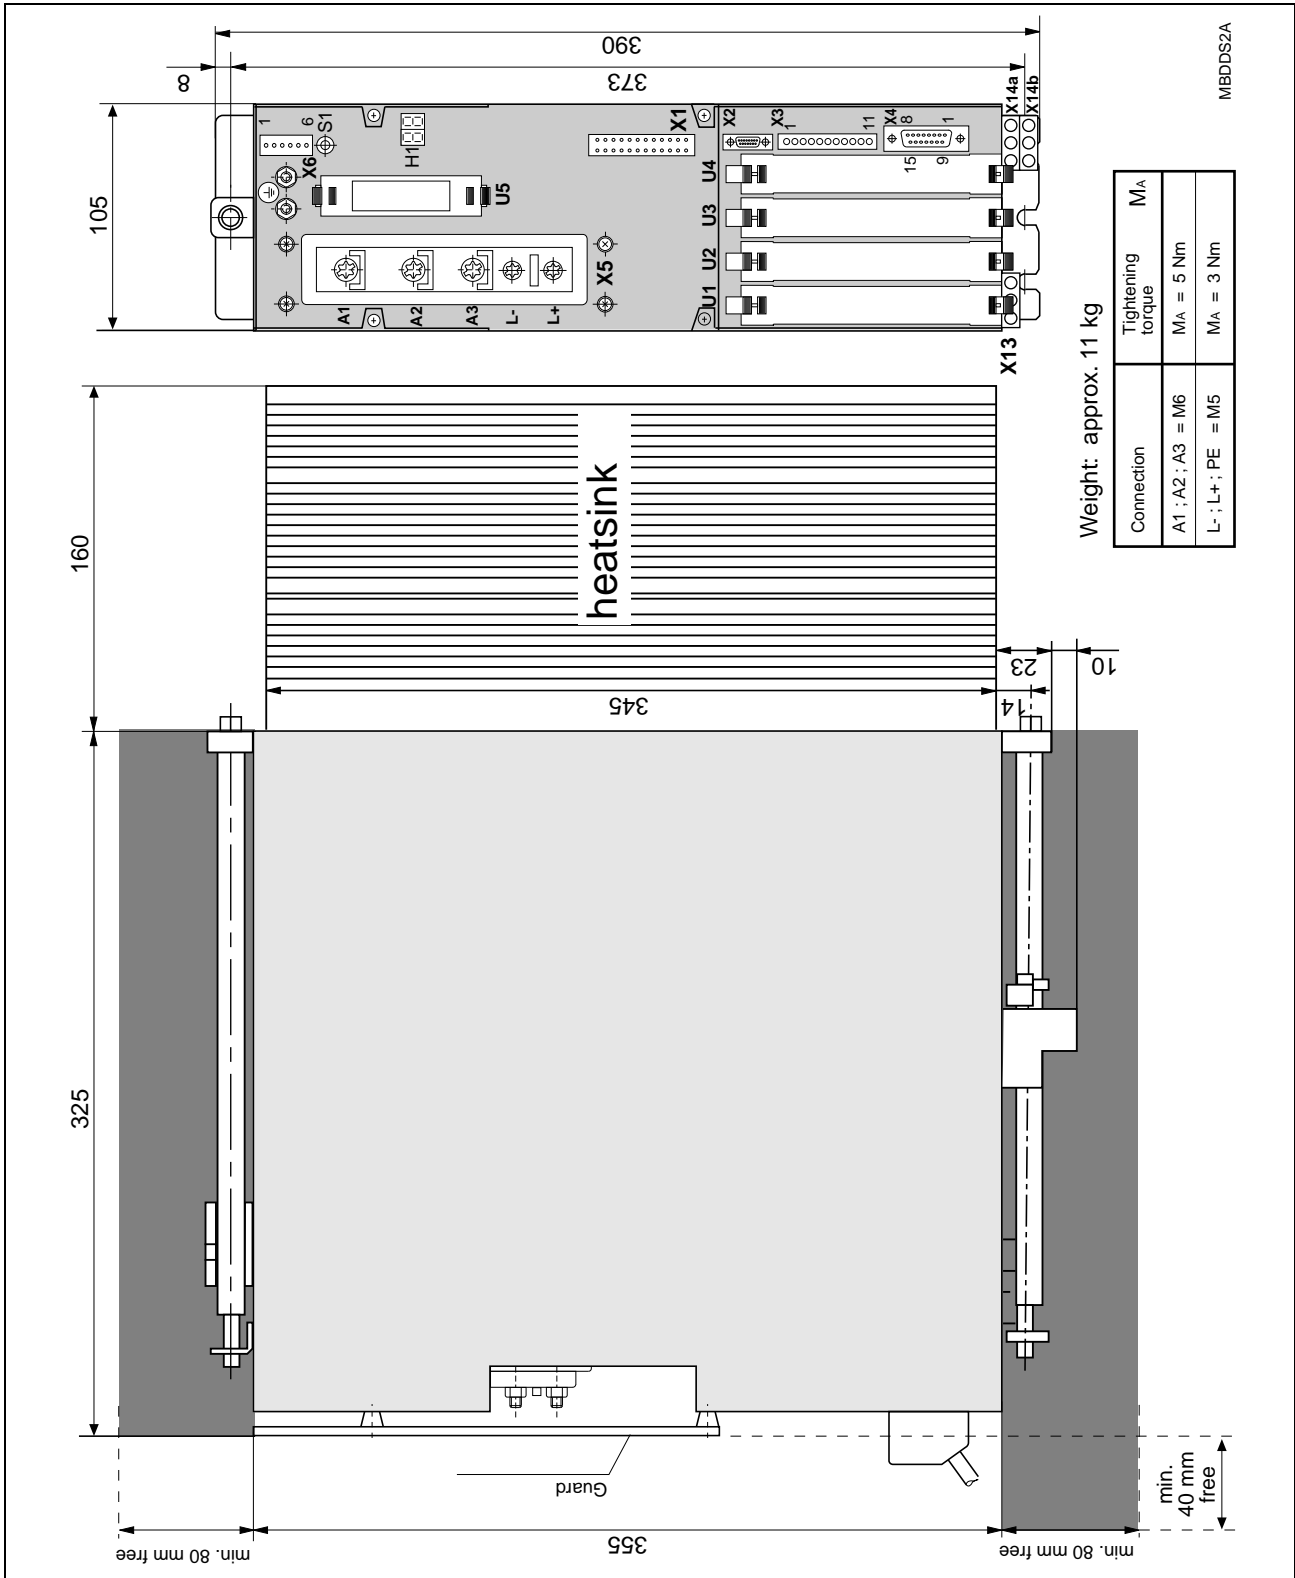 390
8
373
105
1
6
S1
X6
H1
U5
X1
X2
X3
1
11
X4
8
1
15
9
X14a
X14b
U4
U3
U2
U1
A1
A2
A3
L-
L+
X5
X13
MBDDS2A
160
heatsink
345
14
23
10
Weight: approx. 11 kg
Connection
Tightening torque MA
A1 ; A2 ; A3 = M6
MA = 5 Nm
L- ; L+ ; PE = M5
MA = 3 Nm
325
Guard
355
min. 80 mm free
min. 80 mm free
min.
40 mm
free